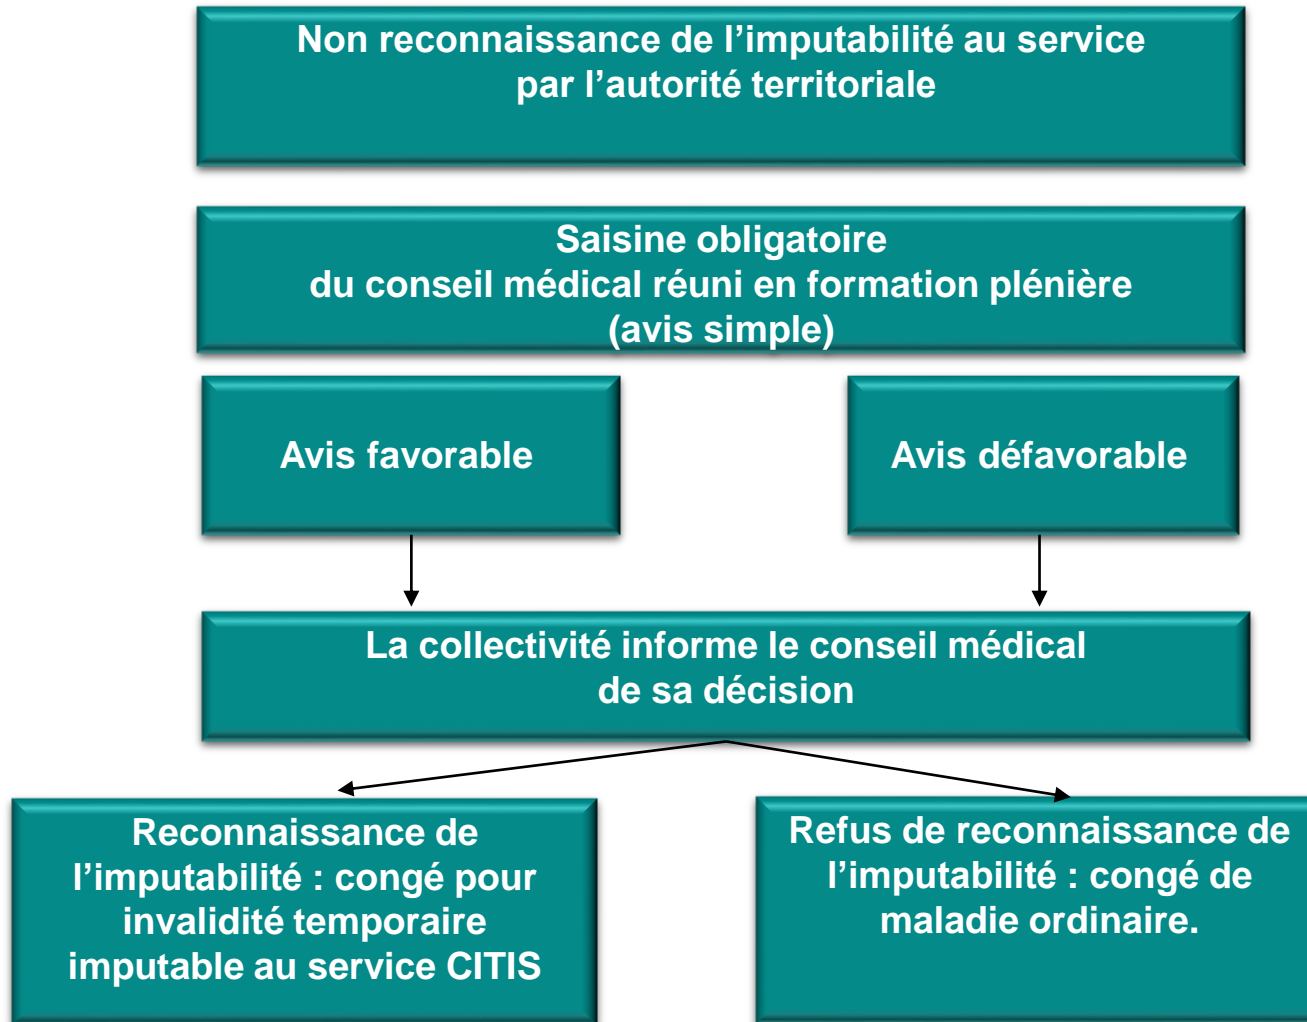 Non reconnaissance de l’imputabilité au service
par l’autorité territoriale
Saisine obligatoire
du conseil médical réuni en formation plénière
(avis simple)
Avis favorable
Avis défavorable
La collectivité informe le conseil médical
de sa décision
Reconnaissance de
l’imputabilité : congé pour
invalidité temporaire
imputable au service CITIS
Refus de reconnaissance de
l’imputabilité : congé de
maladie ordinaire.